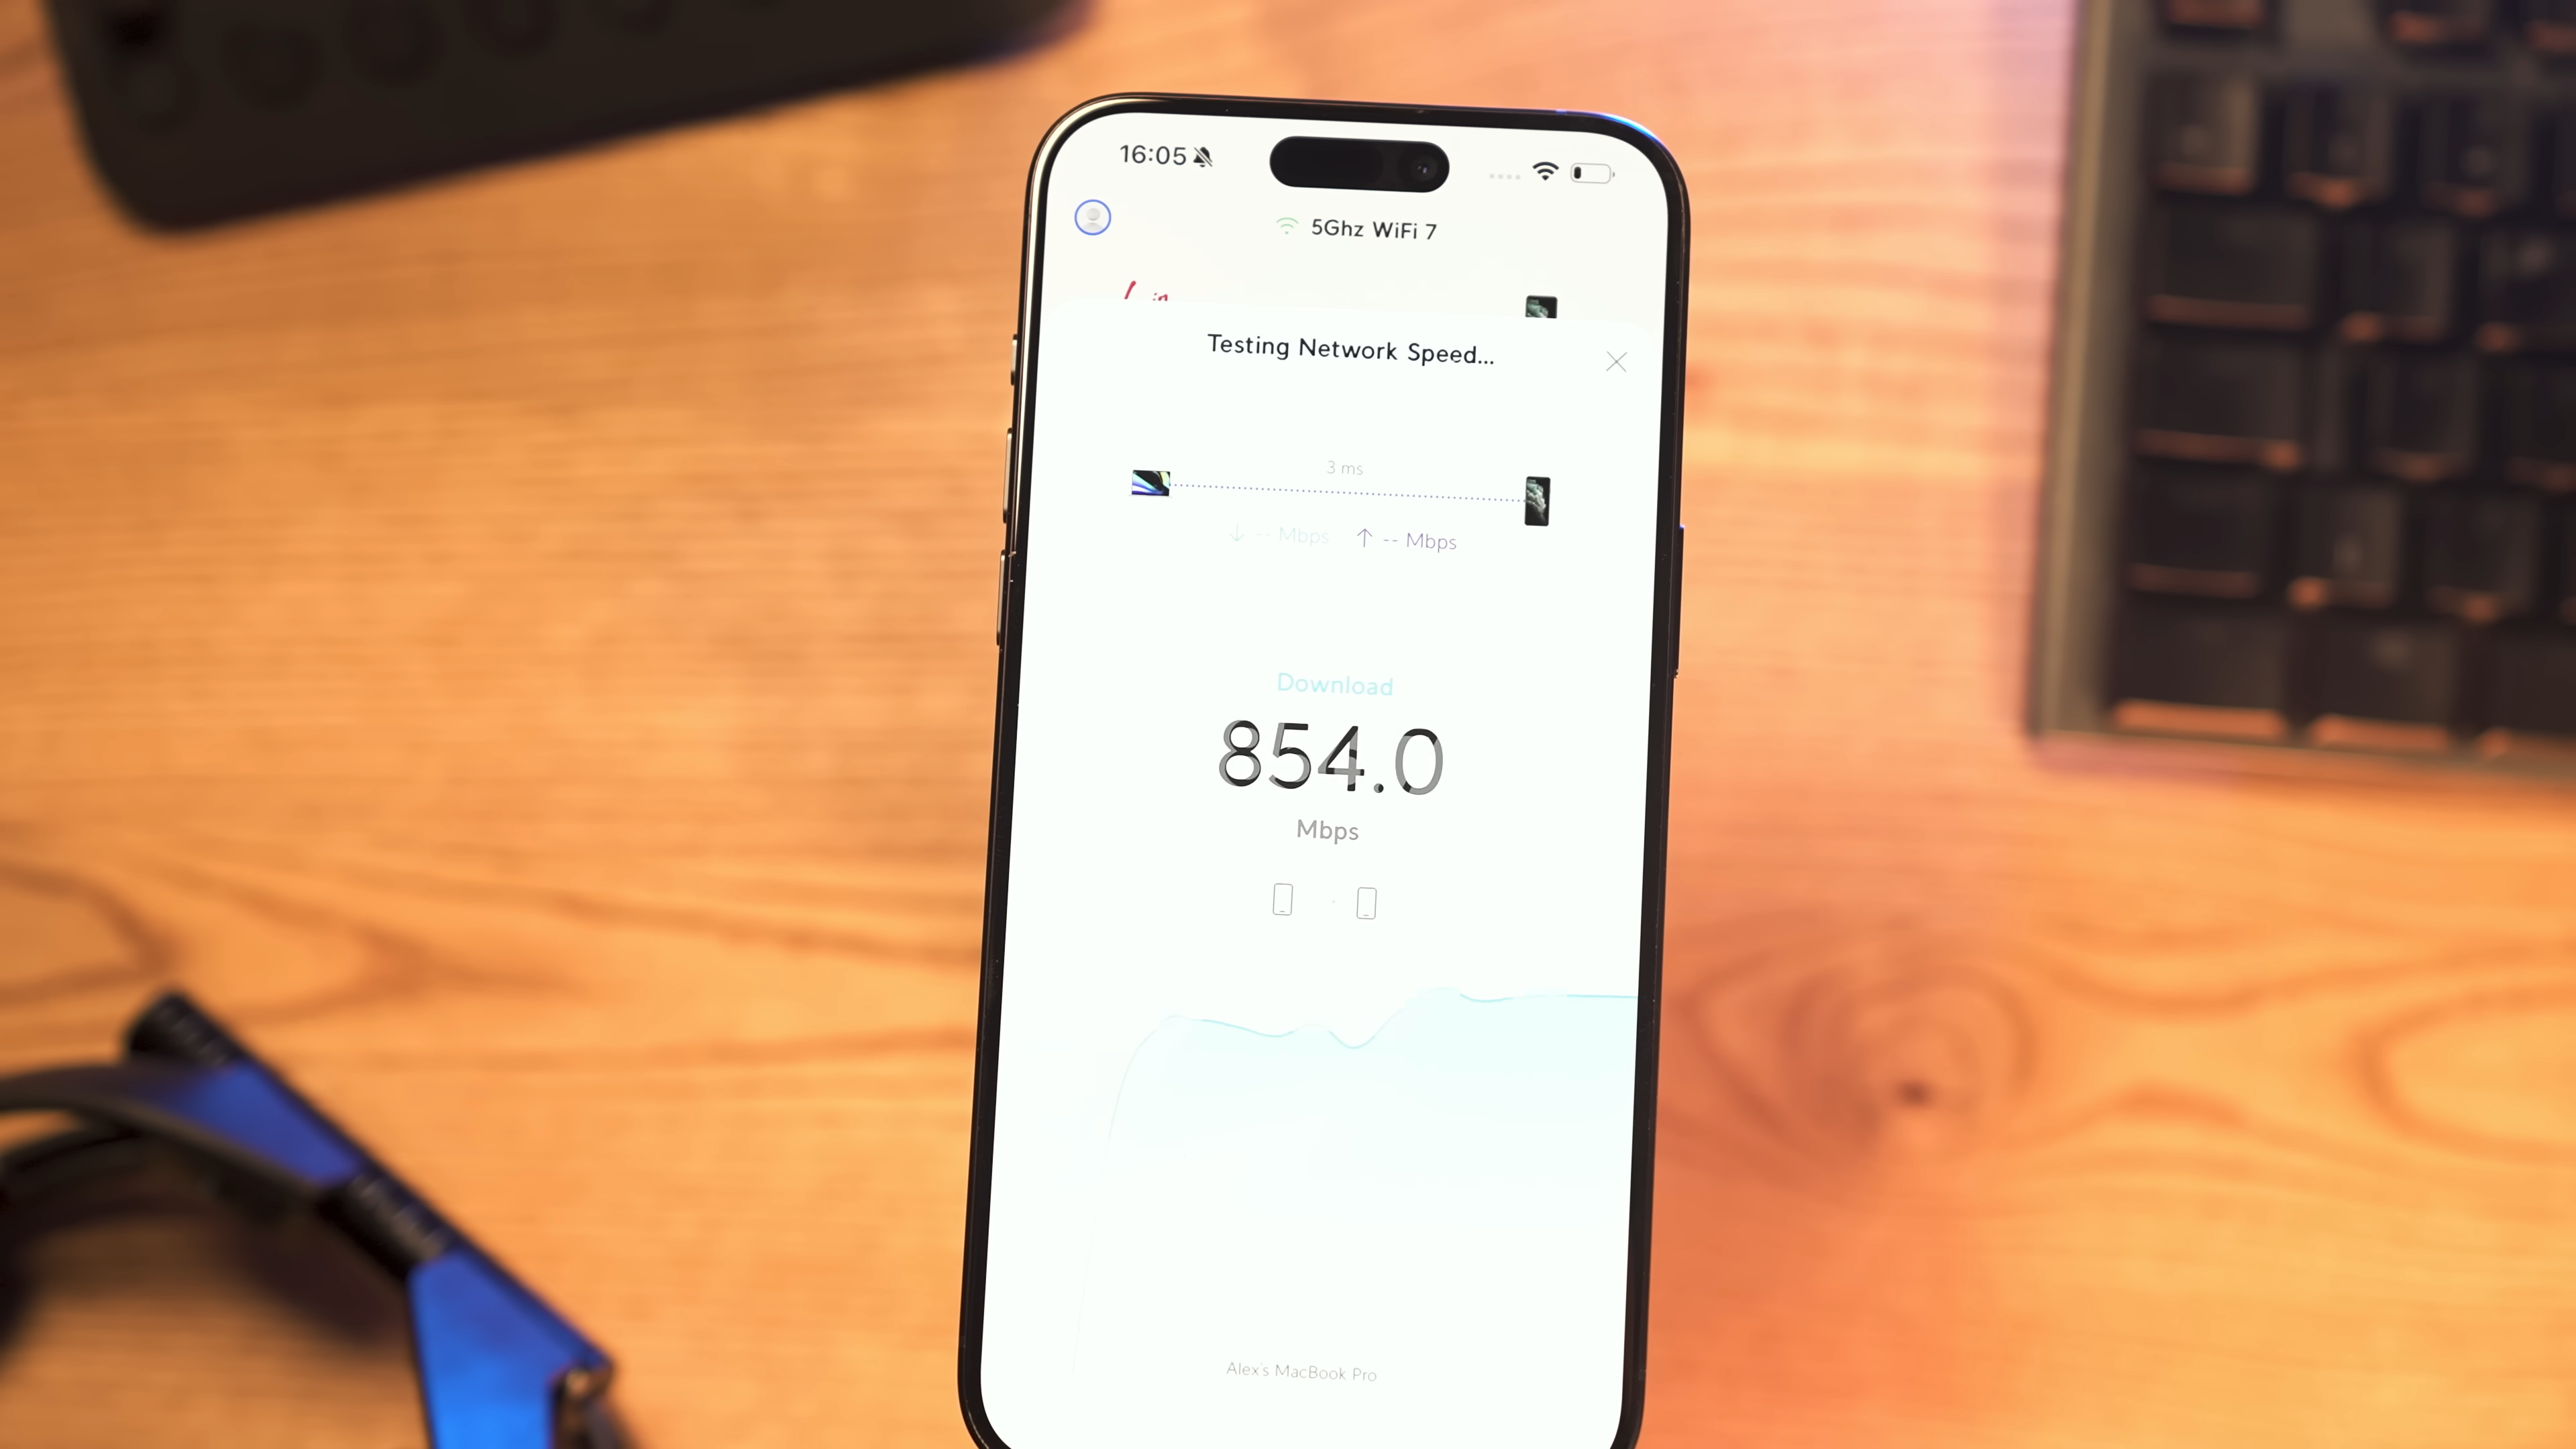 16:05
5Ghz WiFi 7
Testing Network Speed...
3 ms
↓ -- Mbps ↑ -- Mbps
Download
854.0
Mbps
Alex's MacBook Pro